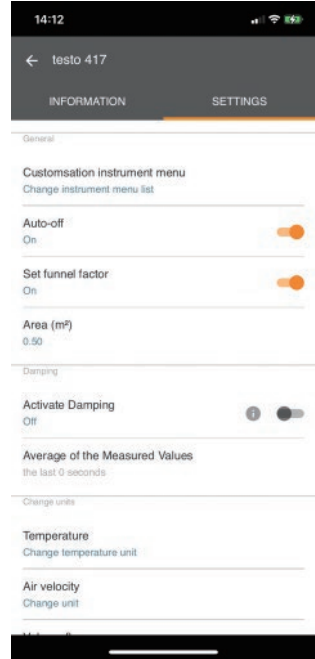 14:12
← testo 417
INFORMATION SETTINGS
General
Customsation instrument menu
Change instrument menu list
Auto-off
On
Set funnel factor
On
Area (m²)
0.50
Damping
Activate Damping
Off
Average of the Measured Values
the last 0 seconds
Change units
Temperature
Change temperature unit
Air velocity
Change unit